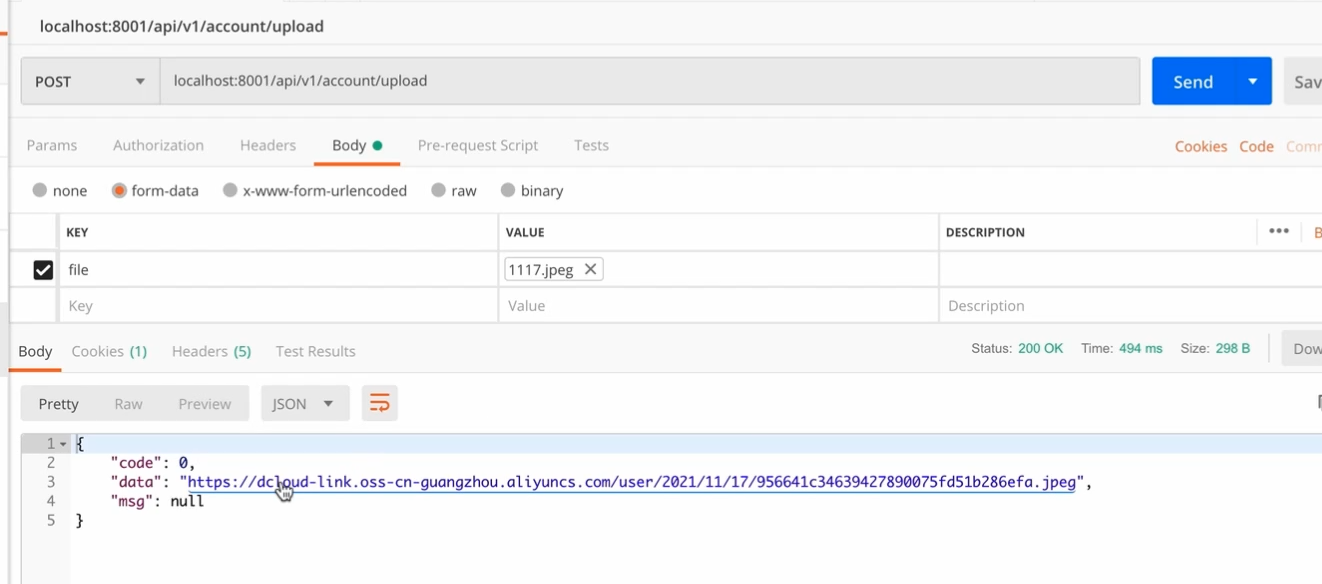 localhost:8001/api/v1/account/upload
POST localhost:8001/api/v1/account/upload Send Sav
Params Authorization Headers Body Pre-request Script Tests Cookies Code Comm
none form-data x-www-form-urlencoded raw binary
KEY VALUE DESCRIPTION ••• B
file 1117.jpeg ✕
Key Value Description
Body Cookies (1) Headers (5) Test Results Status: 200 OK Time: 494 ms Size: 298 B Dow
Pretty Raw Preview JSON
1 {
2 "code": 0,
3 "data": "https://dcloud-link.oss-cn-guangzhou.aliyuncs.com/user/2021/11/17/956641c34639427890075fd51b286efa.jpeg",
4 "msg": null
5 }